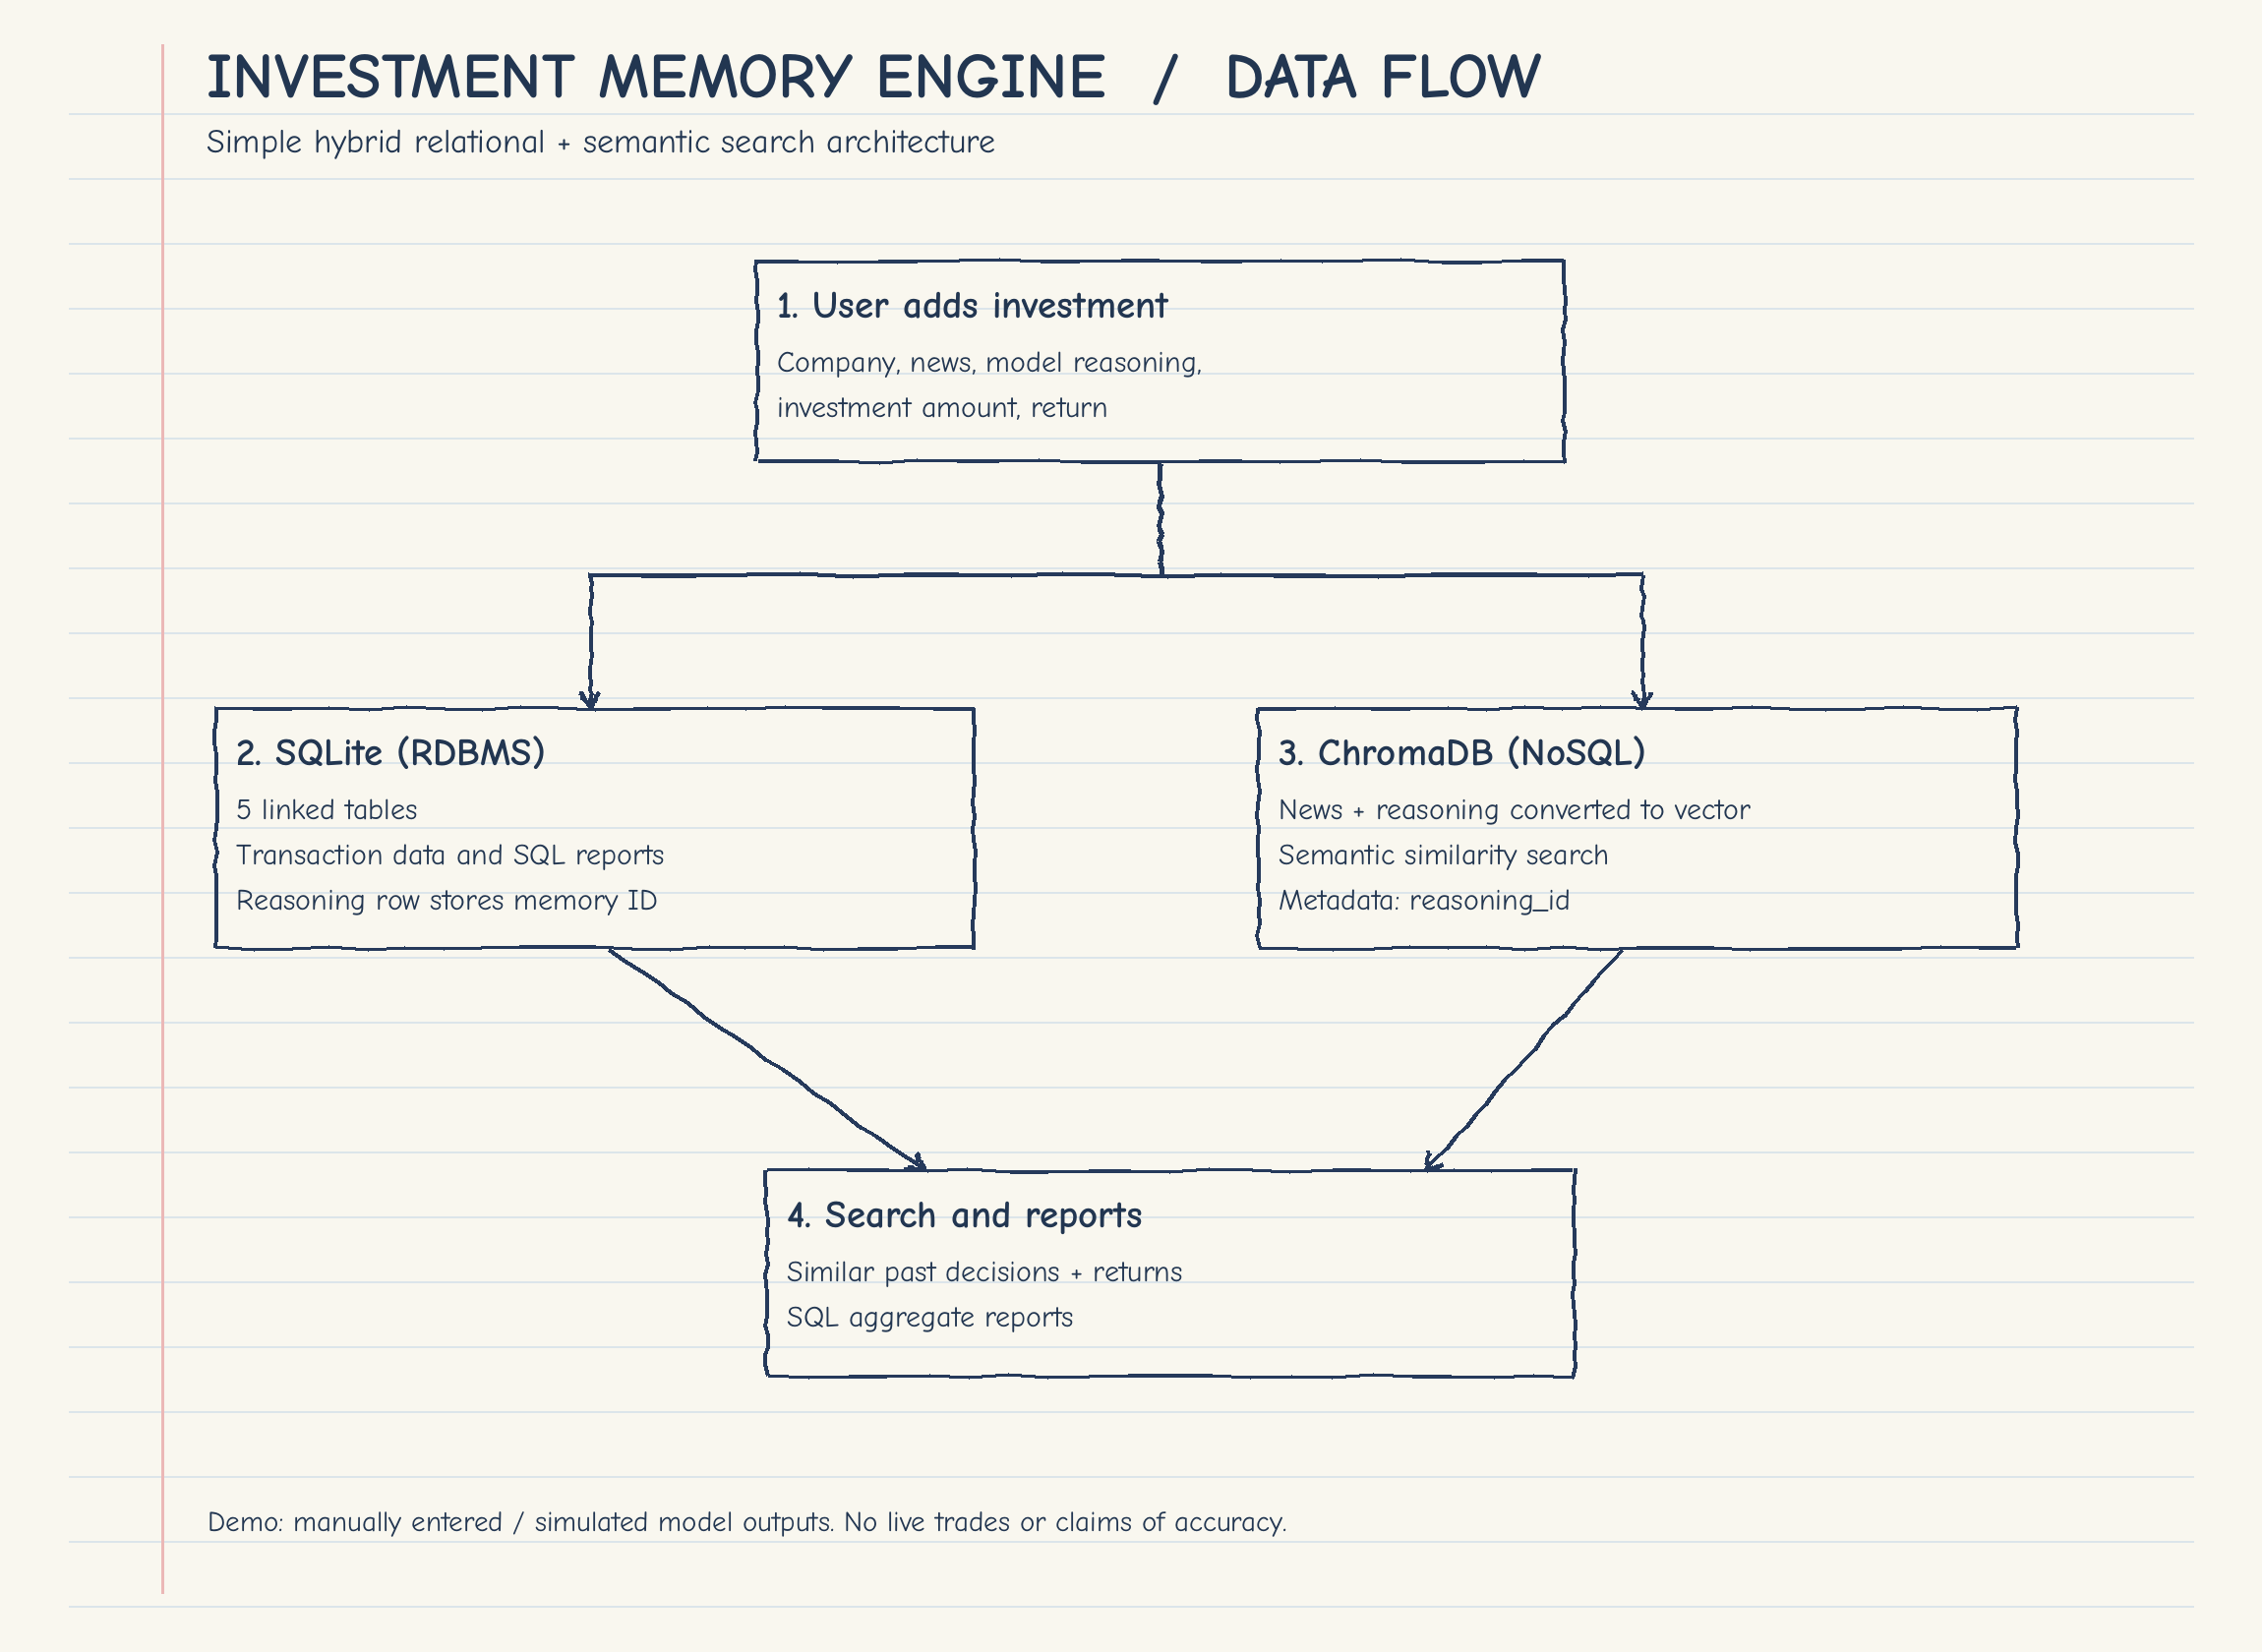 INVESTMENT MEMORY ENGINE / DATA FLOW
Simple hybrid relational + semantic search architecture
1. User adds investment
Company, news, model reasoning,
investment amount, return
2. SQLite (RDBMS)
5 linked tables
Transaction data and SQL reports
Reasoning row stores memory ID
3. ChromaDB (NoSQL)
News + reasoning converted to vector
Semantic similarity search
Metadata: reasoning_id
4. Search and reports
Similar past decisions + returns
SQL aggregate reports
Demo: manually entered / simulated model outputs. No live trades or claims of accuracy.